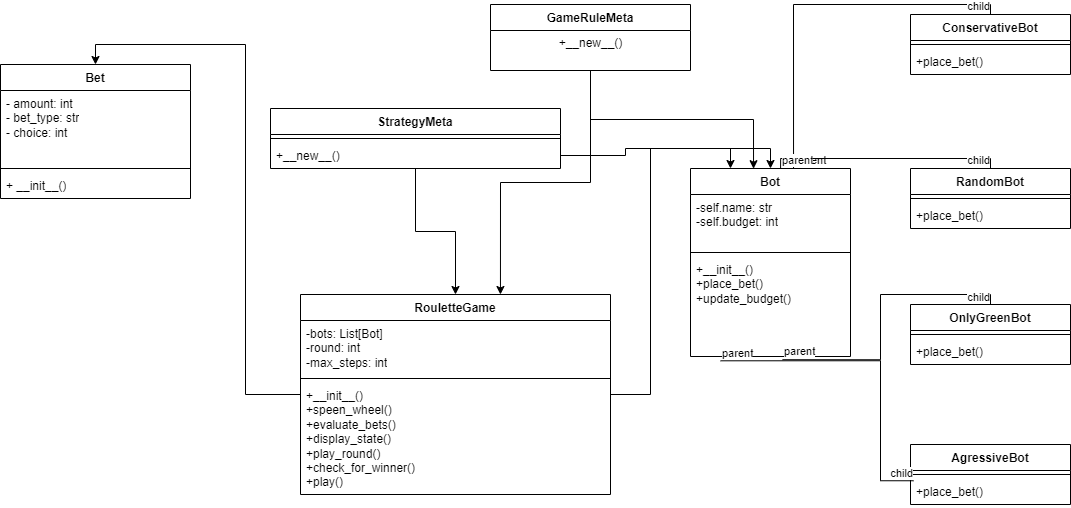 GameRuleMeta
+__new__()
child
ConservativeBot
+place_bet()
Bet
- amount: int
- bet_type: str
- choice: int
+ __init__()
StrategyMeta
+__new__()
parent
child
Bot
-self.name: str
-self.budget: int
+__init__()
+place_bet()
+update_budget()
RandomBot
+place_bet()
child
OnlyGreenBot
+place_bet()
RouletteGame
-bots: List[Bot]
-round: int
-max_steps: int
+__init__()
+speen_wheel()
+evaluate_bets()
+display_state()
+play_round()
+check_for_winner()
+play()
parent
parent
child
AgressiveBot
+place_bet()